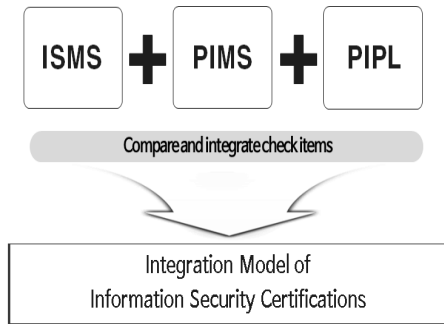 ISMS + PIMS + PIPL
Compare and integrate check items
Integration Model of
Information Security Certifications